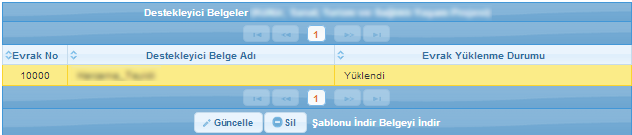 Destekleyici Belgeler
1
Evrak No Destekleyici Belge Adı Evrak Yüklenme Durumu
10000 Yüklendi
1
Güncelle Sil Şablonu İndir Belgeyi İndir